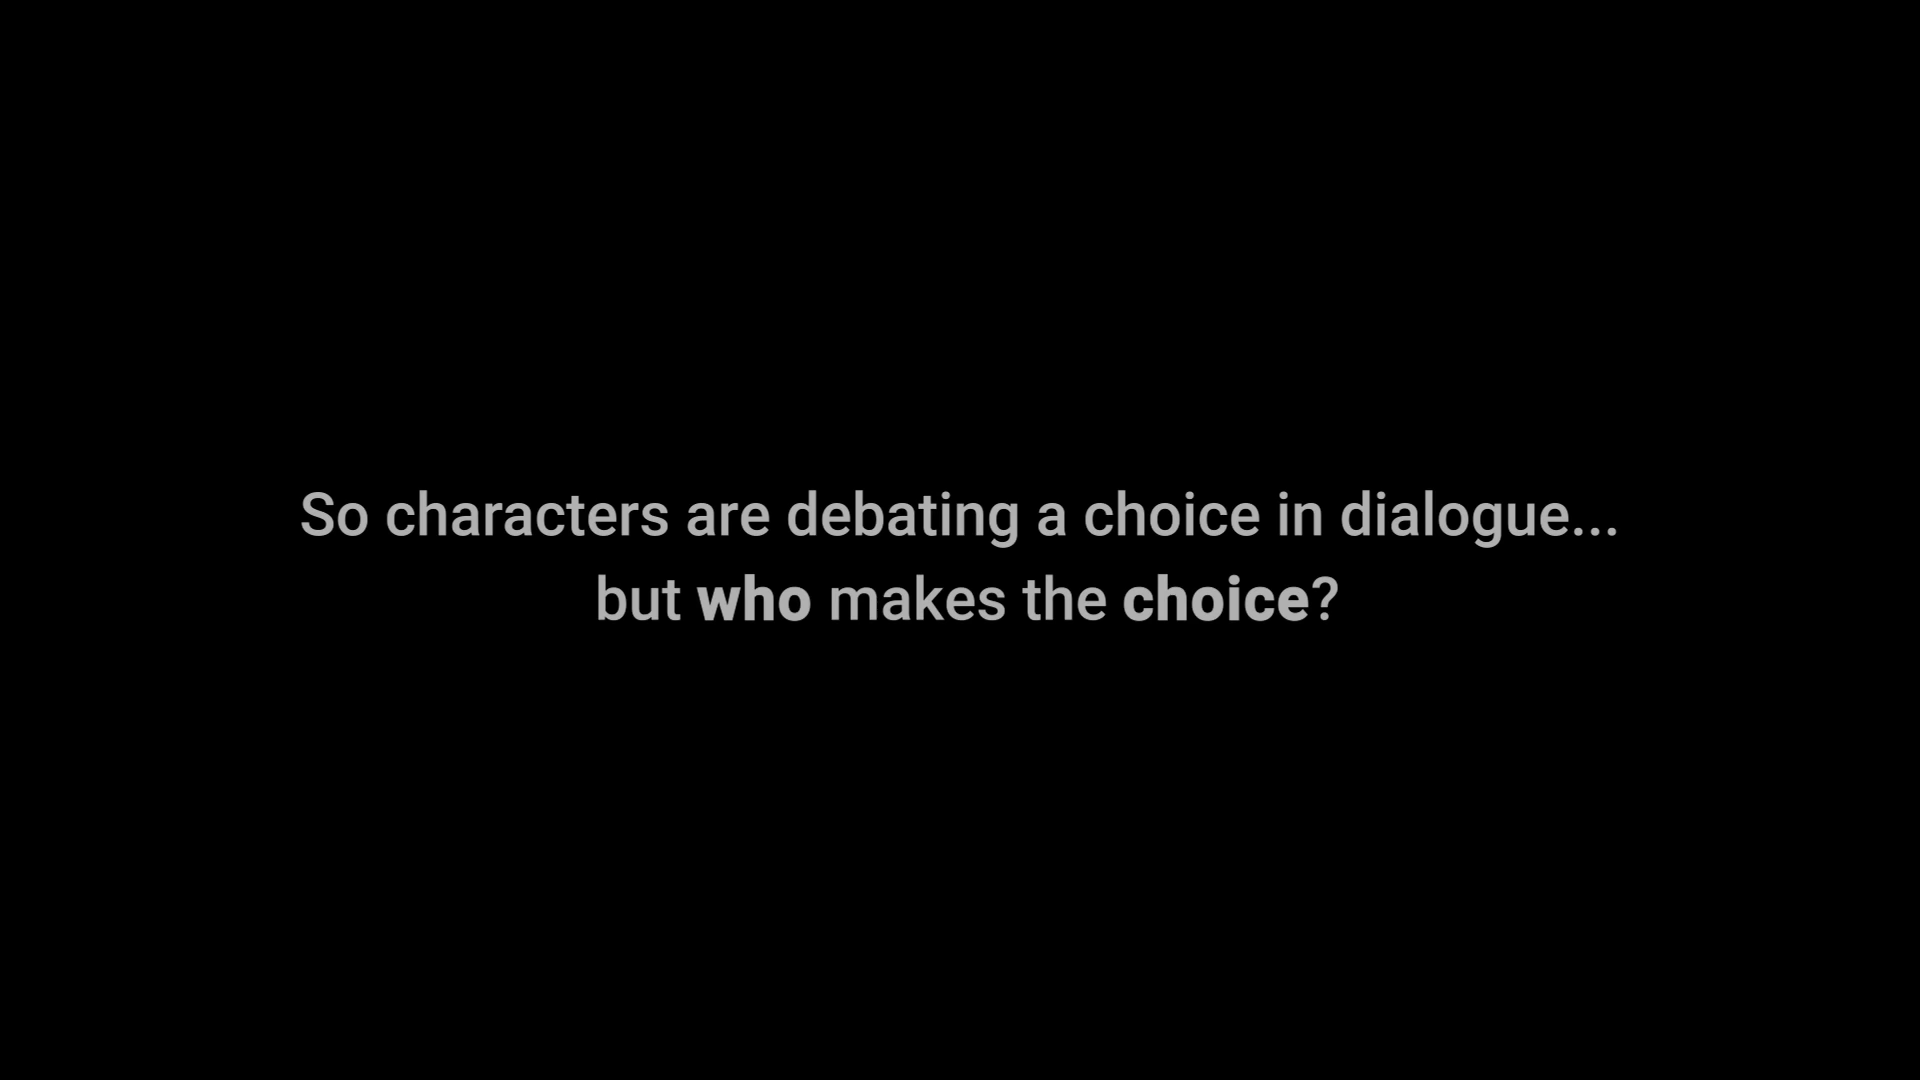 So characters are debating a choice in dialogue...
but who makes the choice?